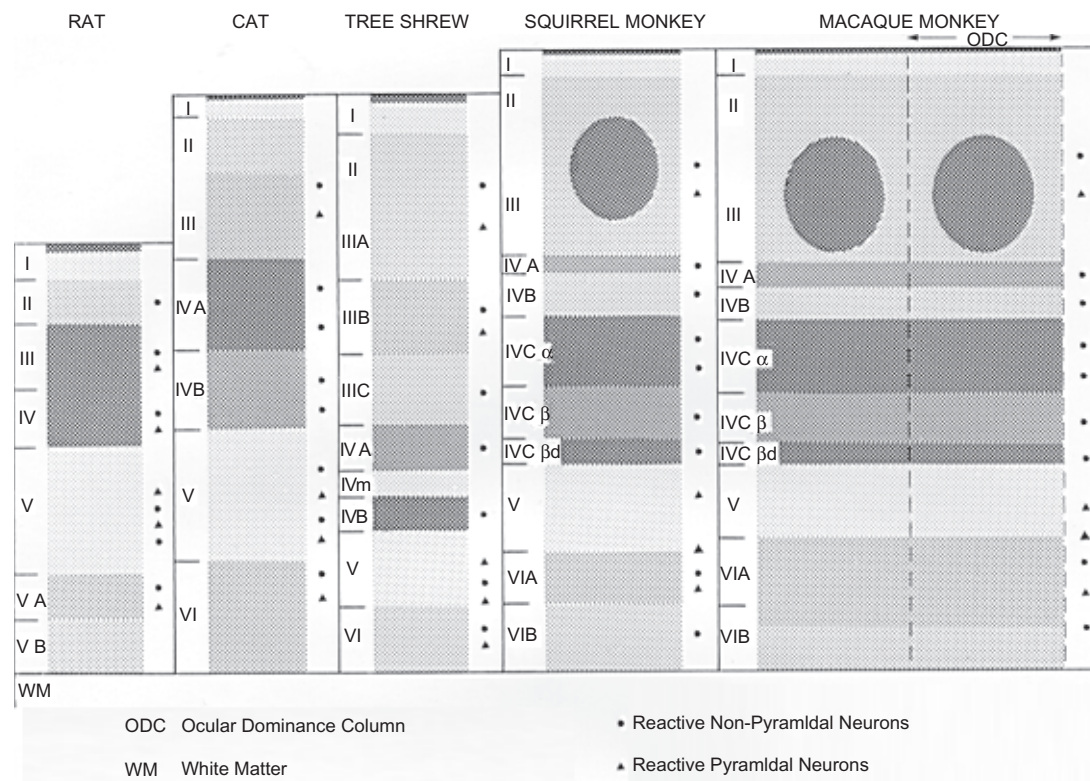 RAT
CAT
TREE SHREW
SQUIRREL MONKEY
MACAQUE MONKEY
ODC
I
II
III
IV
V
V A
V B
WM
I
II
III
IV A
IVB
V
VI
I
II
IIIA
IIIB
IIIC
IV A
IVm
IVB
V
VI
I
II
III
IV A
IVB
IVC α
IVC β
IVC βd
V
VIA
VIB
I
II
III
IV A
IVB
IVC α
IVC β
IVC βd
V
VIA
VIB
ODC Ocular Dominance Column
WM White Matter
Reactive Non-PyramIdal Neurons
Reactive PyramIdal Neurons